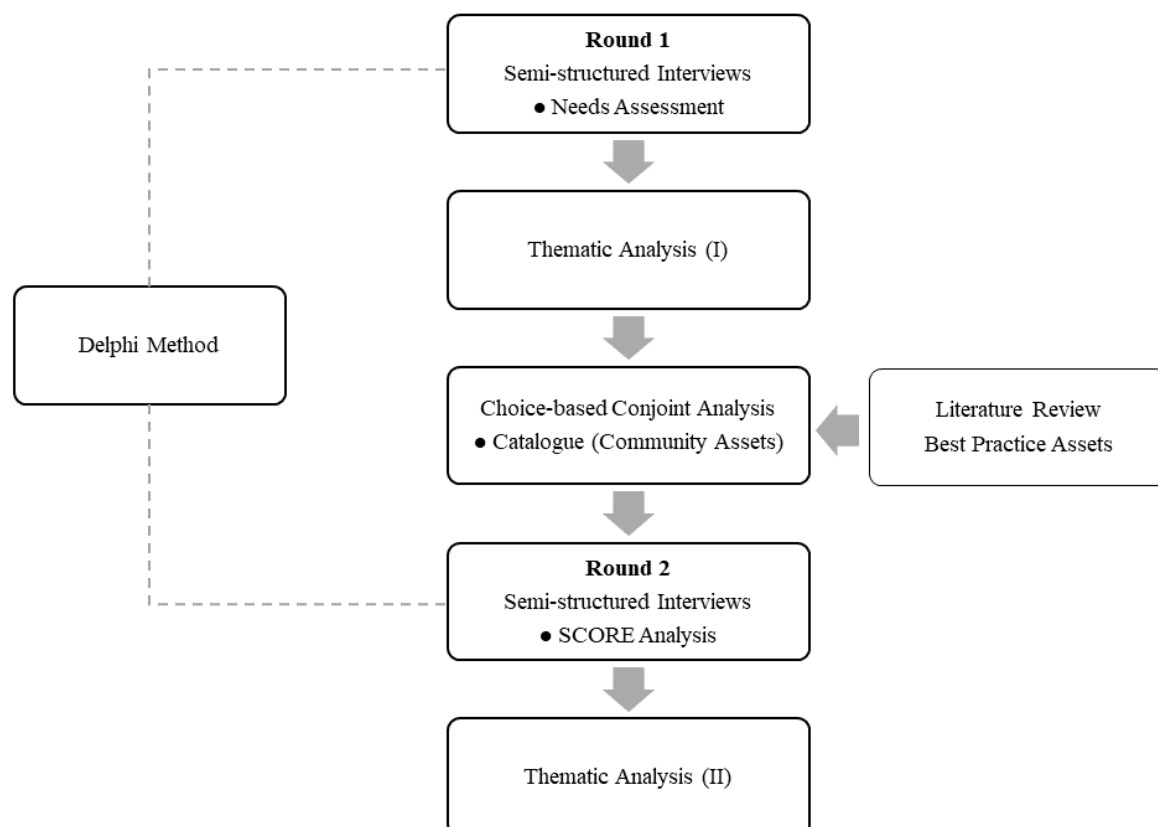 Round 1
Semi-structured Interviews
● Needs Assessment
Thematic Analysis (I)
Delphi Method
Choice-based Conjoint Analysis
● Catalogue (Community Assets)
Literature Review
Best Practice Assets
Round 2
Semi-structured Interviews
● SCORE Analysis
Thematic Analysis (II)